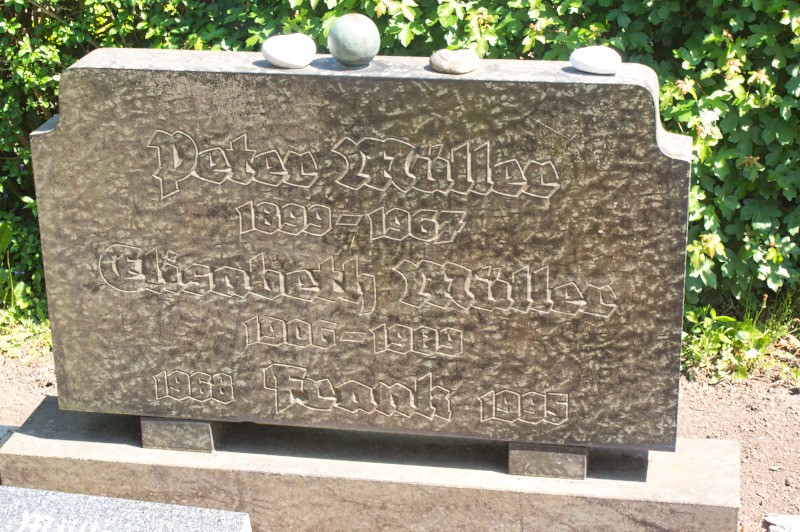 Peter Müller
1899-1967
Elisabeth Müller
1906-1989
1968 Frank 1995